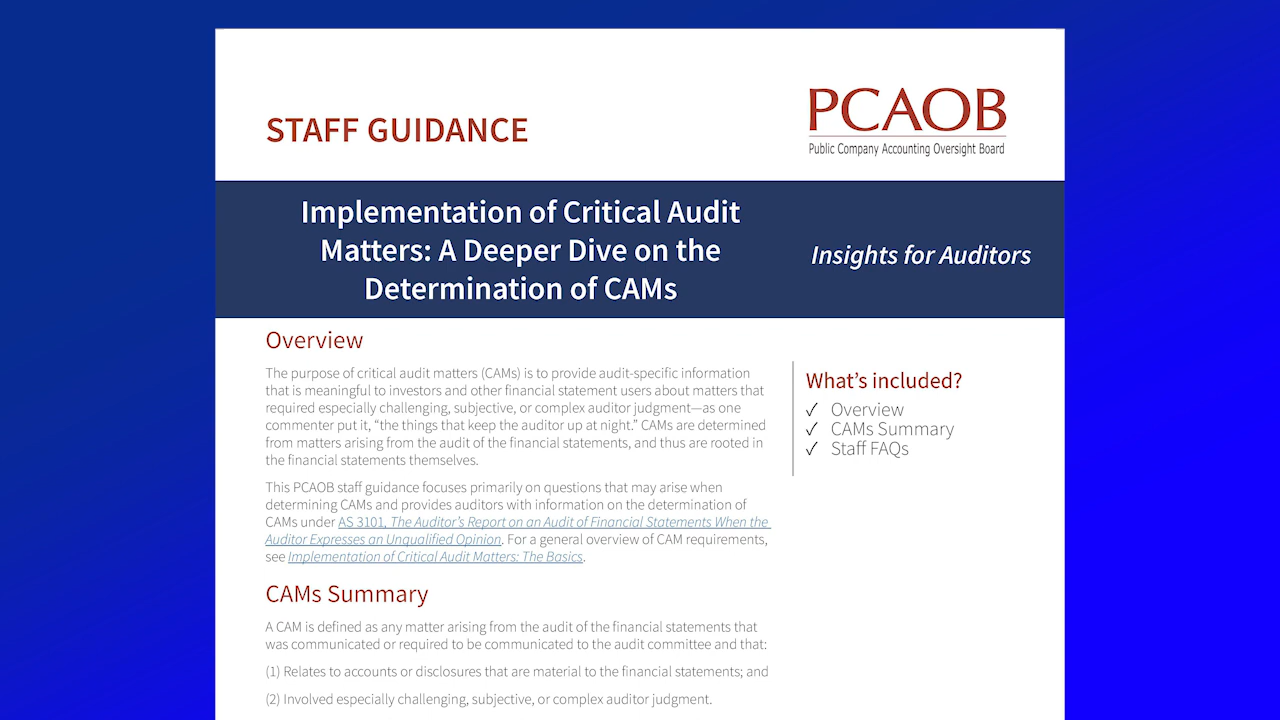 STAFF GUIDANCE
PCAOB
Public Company Accounting Oversight Board
Implementation of Critical Audit
Matters: A Deeper Dive on the
Determination of CAMs
Insights for Auditors
Overview
The purpose of critical audit matters (CAMs) is to provide audit-specific information
that is meaningful to investors and other financial statement users about matters that
required especially challenging, subjective, or complex auditor judgment—as one
commenter put it, “the things that keep the auditor up at night.” CAMs are determined
from matters arising from the audit of the financial statements, and thus are rooted in
the financial statements themselves.
This PCAOB staff guidance focuses primarily on questions that may arise when
determining CAMs and provides auditors with information on the determination of
CAMs under AS 3101, The Auditor’s Report on an Audit of Financial Statements When the
Auditor Expresses an Unqualified Opinion. For a general overview of CAM requirements,
see Implementation of Critical Audit Matters: The Basics.
CAMs Summary
A CAM is defined as any matter arising from the audit of the financial statements that
was communicated or required to be communicated to the audit committee and that:
(1) Relates to accounts or disclosures that are material to the financial statements; and
(2) Involved especially challenging, subjective, or complex auditor judgment.
What’s included?
✓ Overview
✓ CAMs Summary
✓ Staff FAQs